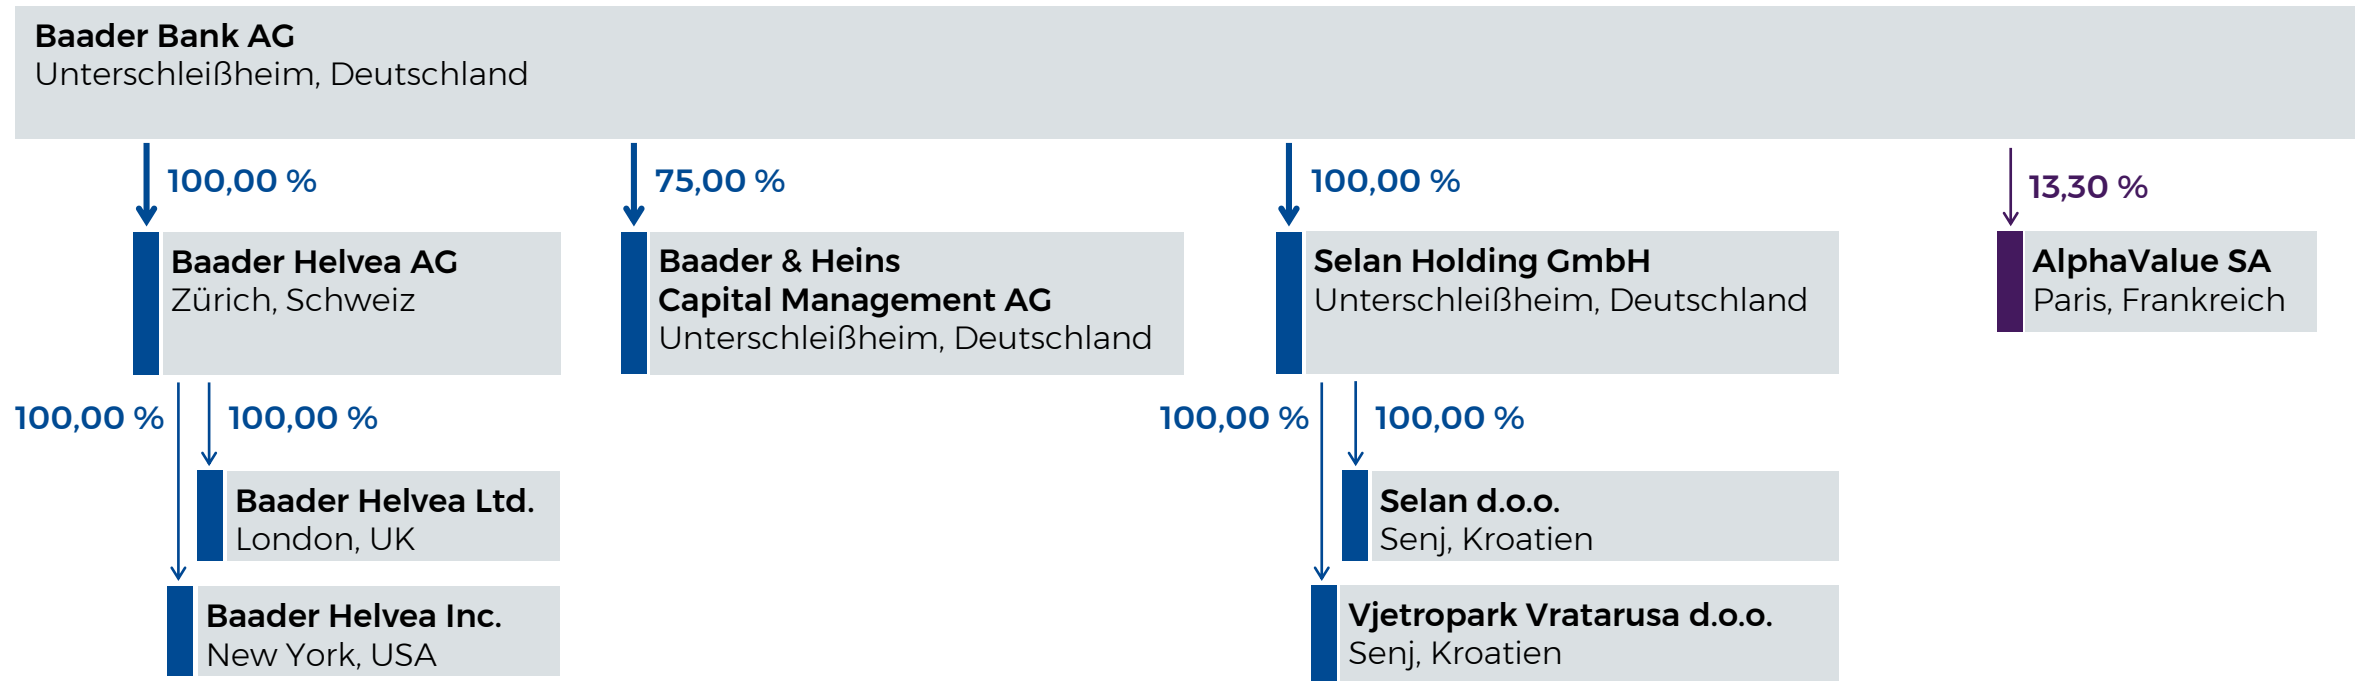 Baader Bank AG
Unterschleißheim, Deutschland
100,00 %
75,00 %
100,00 %
13,30 %
Baader Helvea AG
Zürich, Schweiz
Baader & Heins
Capital Management AG
Unterschleißheim, Deutschland
Selan Holding GmbH
Unterschleißheim, Deutschland
AlphaValue SA
Paris, Frankreich
100,00 %
100,00 %
100,00 %
100,00 %
Baader Helvea Ltd.
London, UK
Selan d.o.o.
Senj, Kroatien
Baader Helvea Inc.
New York, USA
Vjetropark Vratarusa d.o.o.
Senj, Kroatien